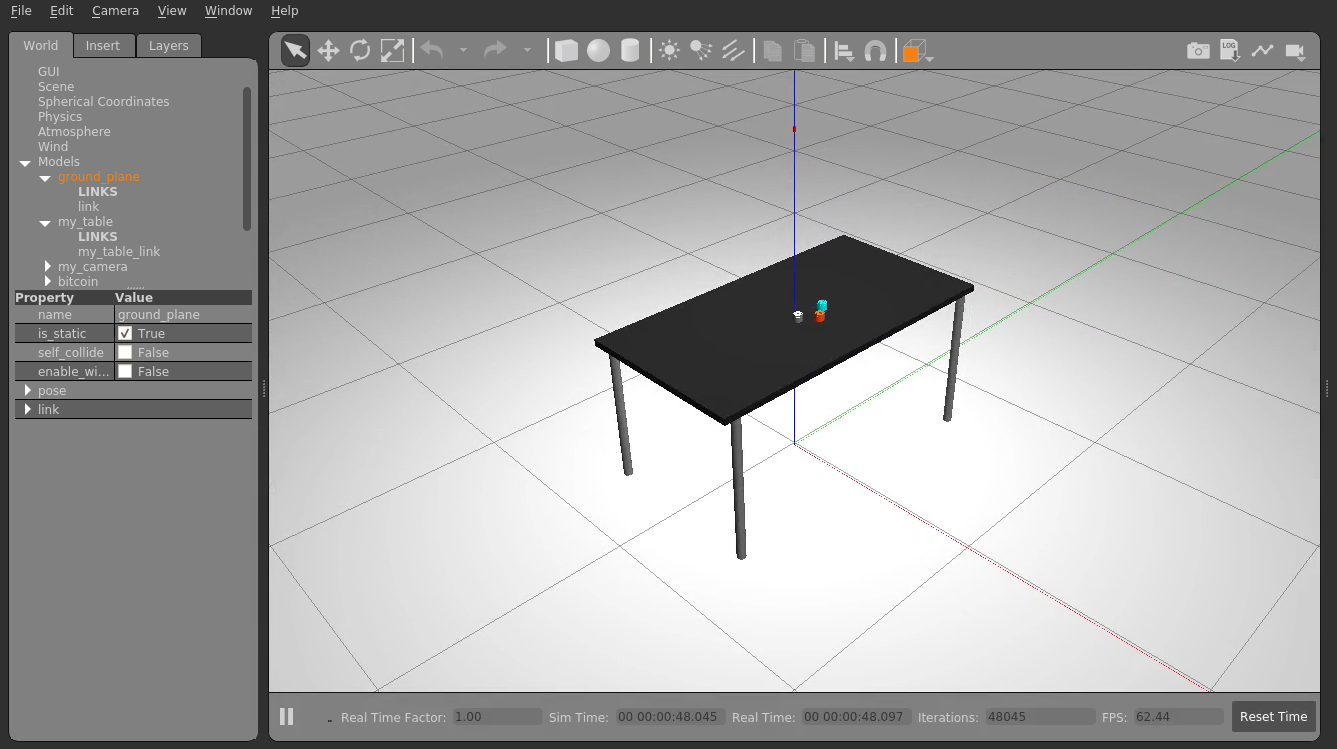 File Edit Camera View Window Help
World Insert Layers
LOG
GUI
Scene
Spherical Coordinates
Physics
Atmosphere
Wind
Models
ground_plane
LINKS
link
my_table
LINKS
my_table_link
my_camera
bitcoin
Property Value
name ground_plane
is_static True
self_collide False
enable_wi... False
pose
link
Real Time Factor: 1.00 Sim Time: 00 00:00:48.045 Real Time: 00 00:00:48.097 Iterations: 48045 FPS: 62.44 Reset Time